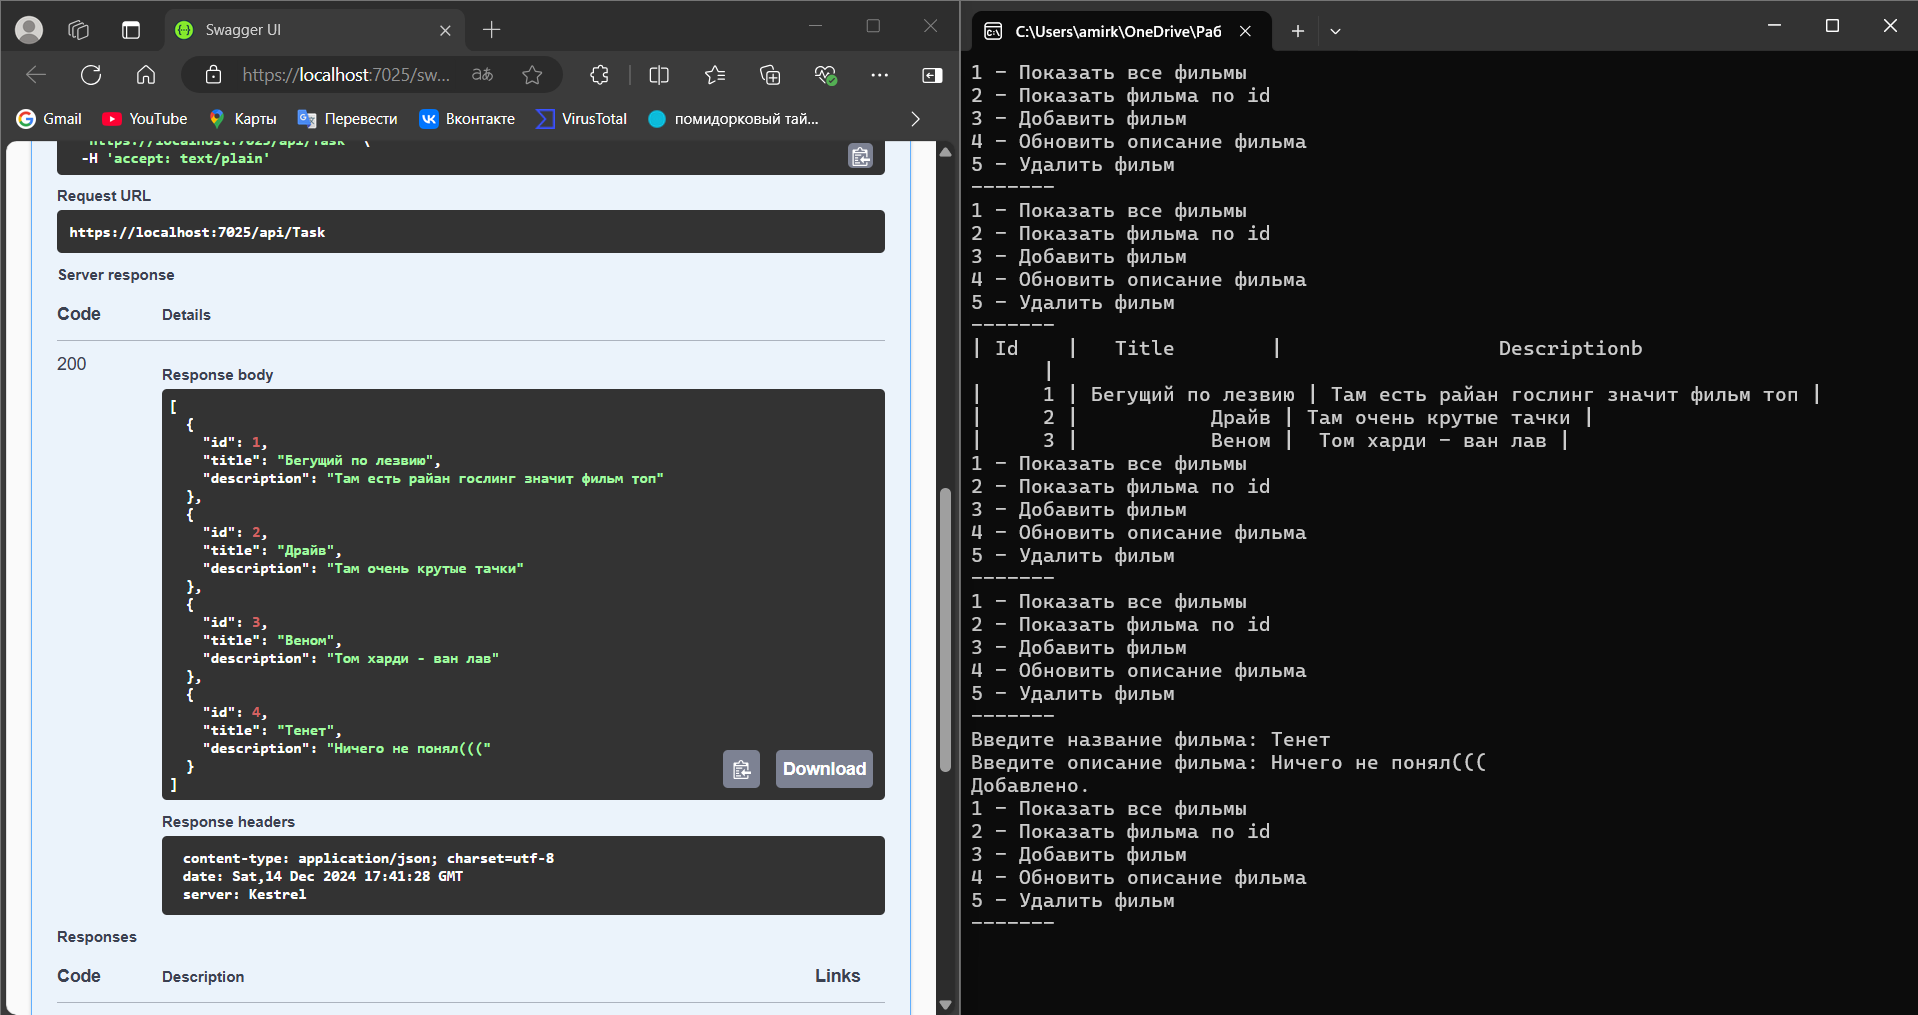 Swagger UI
https://localhost:7025/sw...
Gmail YouTube Карты Перевести Вконтакте VirusTotal помидорковый тай...
'https://localhost:7025/api/Task' \
-H 'accept: text/plain'
Request URL
https://localhost:7025/api/Task
Server response
Code Details
200
Response body
[
{
"id": 1,
"title": "Бегущий по лезвию",
"description": "Там есть райан гослинг значит фильм топ"
},
{
"id": 2,
"title": "Драйв",
"description": "Там очень крутые тачки"
},
{
"id": 3,
"title": "Веном",
"description": "Том харди - ван лав"
},
{
"id": 4,
"title": "Тенет",
"description": "Ничего не понял((("
}
]
Download
Response headers
content-type: application/json; charset=utf-8
date: Sat,14 Dec 2024 17:41:28 GMT
server: Kestrel
Responses
Code Description Links
C:\Users\amirk\OneDrive\Раб
1 - Показать все фильмы
2 - Показать фильма по id
3 - Добавить фильм
4 - Обновить описание фильма
5 - Удалить фильм
-------
1 - Показать все фильмы
2 - Показать фильма по id
3 - Добавить фильм
4 - Обновить описание фильма
5 - Удалить фильм
-------
| Id | Title | Descriptionb
|
| 1 | Бегущий по лезвию | Там есть райан гослинг значит фильм топ |
| 2 | Драйв | Там очень крутые тачки |
| 3 | Веном | Том харди - ван лав |
1 - Показать все фильмы
2 - Показать фильма по id
3 - Добавить фильм
4 - Обновить описание фильма
5 - Удалить фильм
-------
1 - Показать все фильмы
2 - Показать фильма по id
3 - Добавить фильм
4 - Обновить описание фильма
5 - Удалить фильм
-------
Введите название фильма: Тенет
Введите описание фильма: Ничего не понял(((
Добавлено.
1 - Показать все фильмы
2 - Показать фильма по id
3 - Добавить фильм
4 - Обновить описание фильма
5 - Удалить фильм
-------